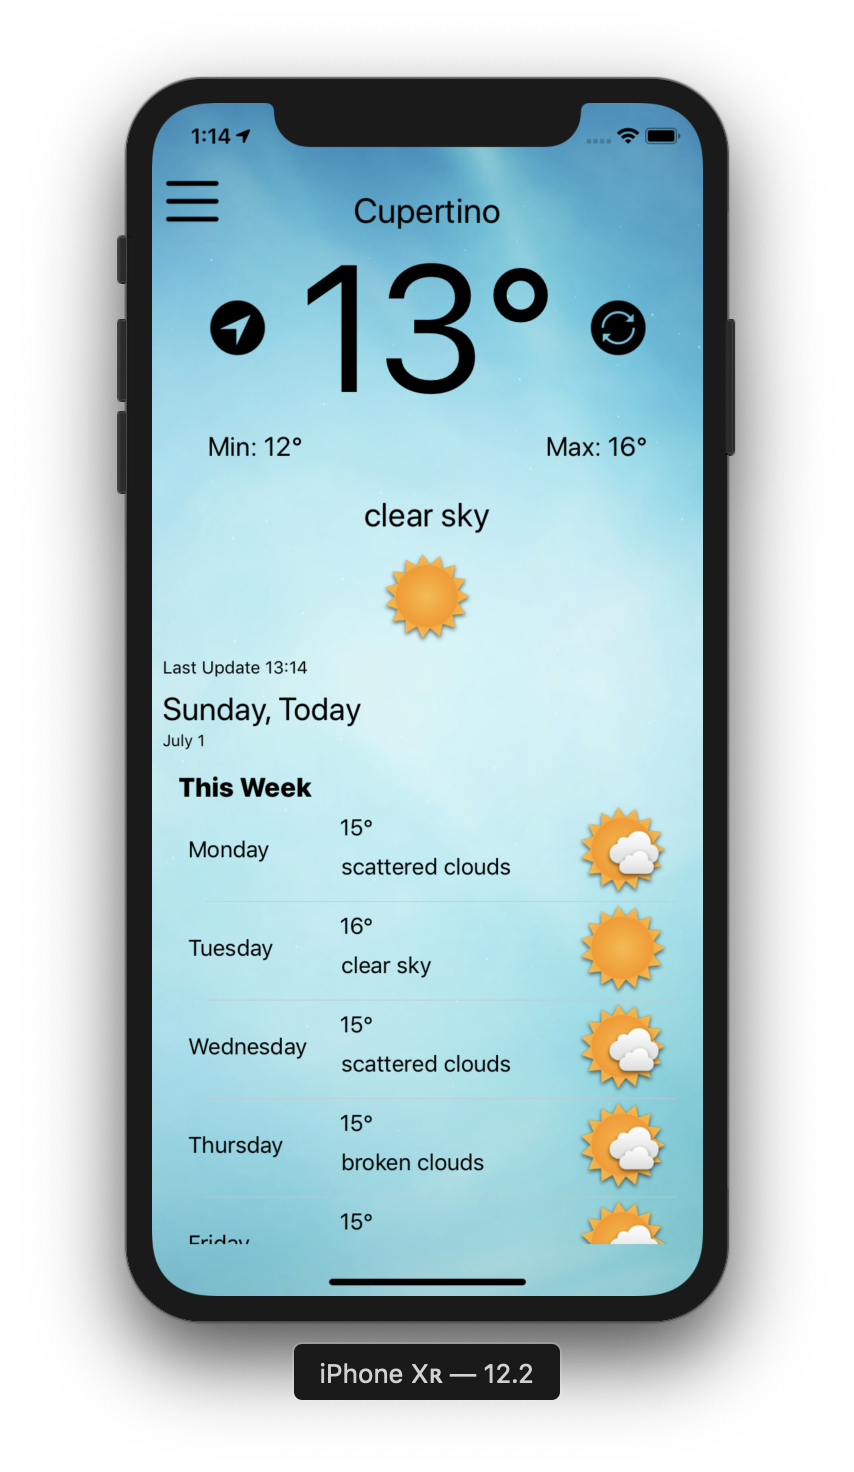 1:14
Cupertino
13°
Min: 12° Max: 16°
clear sky
Last Update 13:14
Sunday, Today
July 1
This Week
Monday
15°
scattered clouds
Tuesday
16°
clear sky
Wednesday
15°
scattered clouds
Thursday
15°
broken clouds
Friday
15°
iPhone Xʀ — 12.2